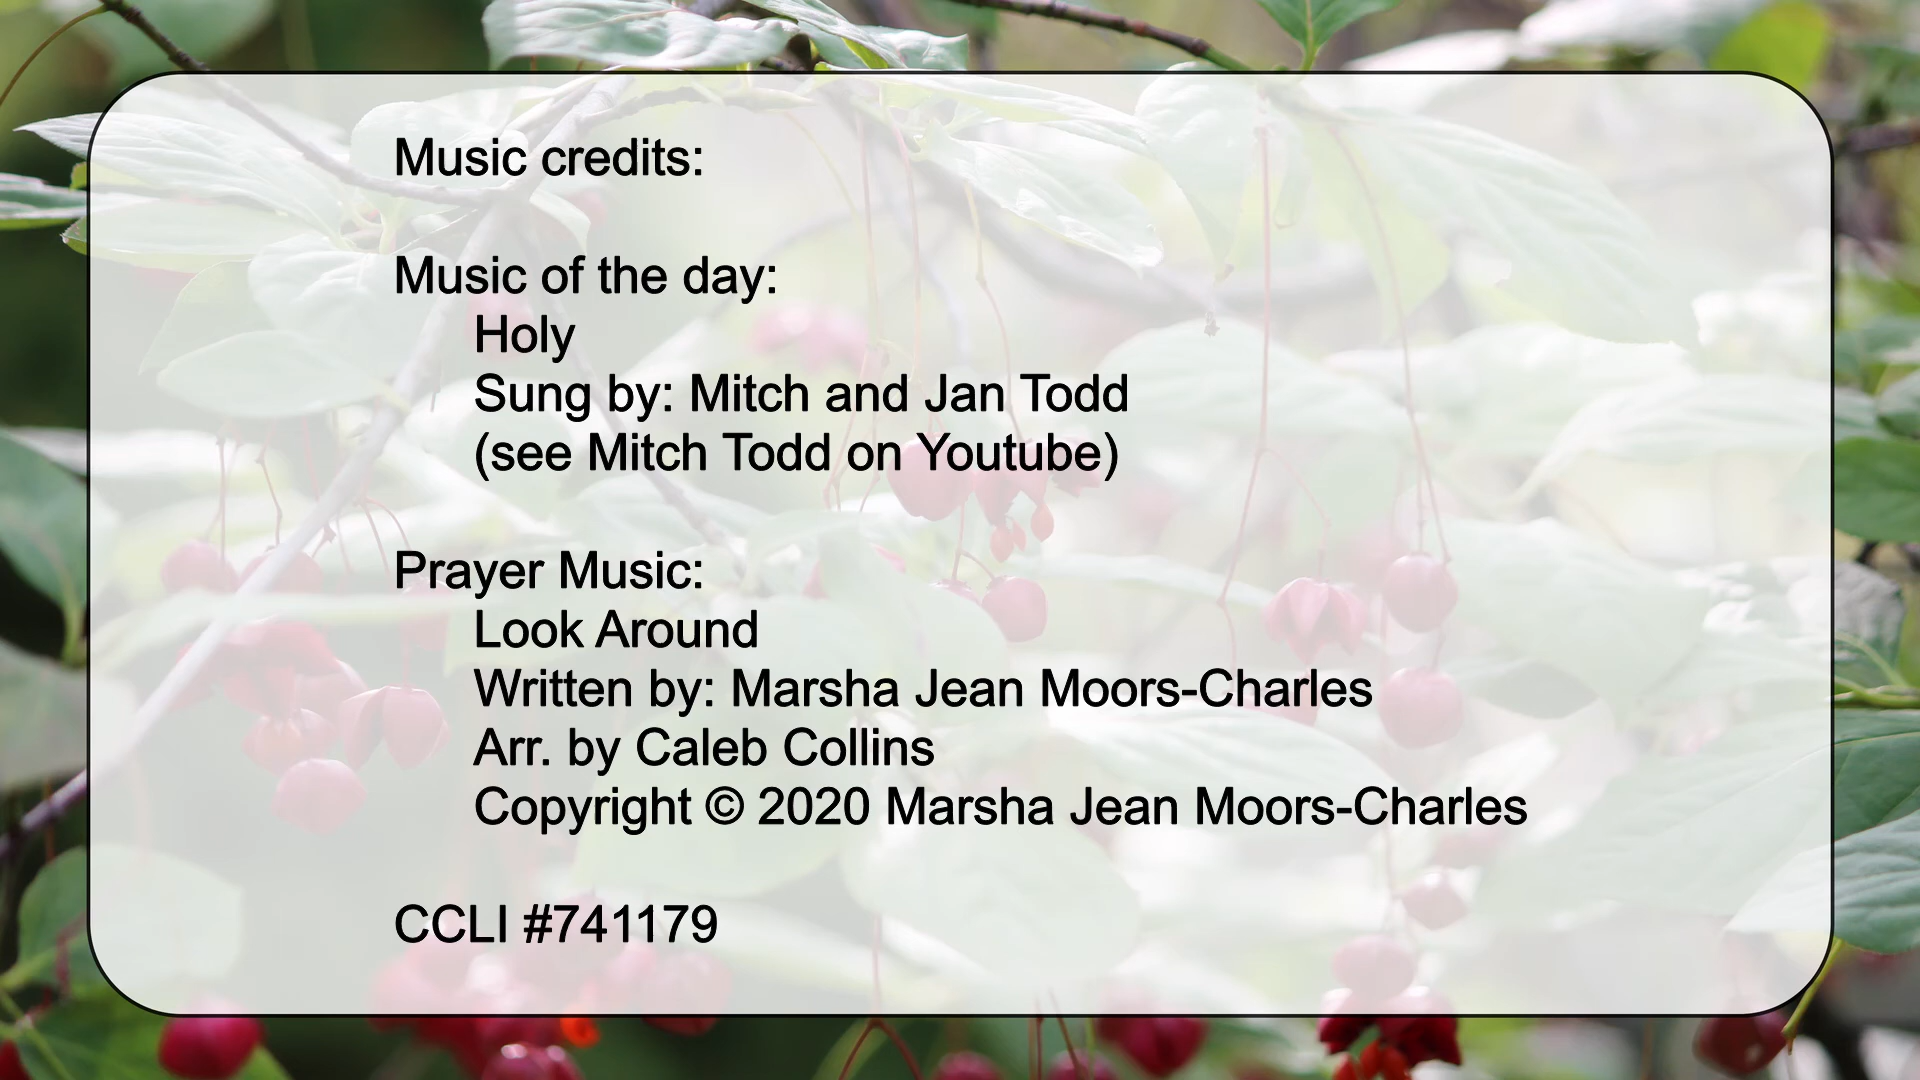 Music credits:
Music of the day:
Holy
Sung by: Mitch and Jan Todd
(see Mitch Todd on Youtube)
Prayer Music:
Look Around
Written by: Marsha Jean Moors-Charles
Arr. by Caleb Collins
Copyright © 2020 Marsha Jean Moors-Charles
CCLI #741179